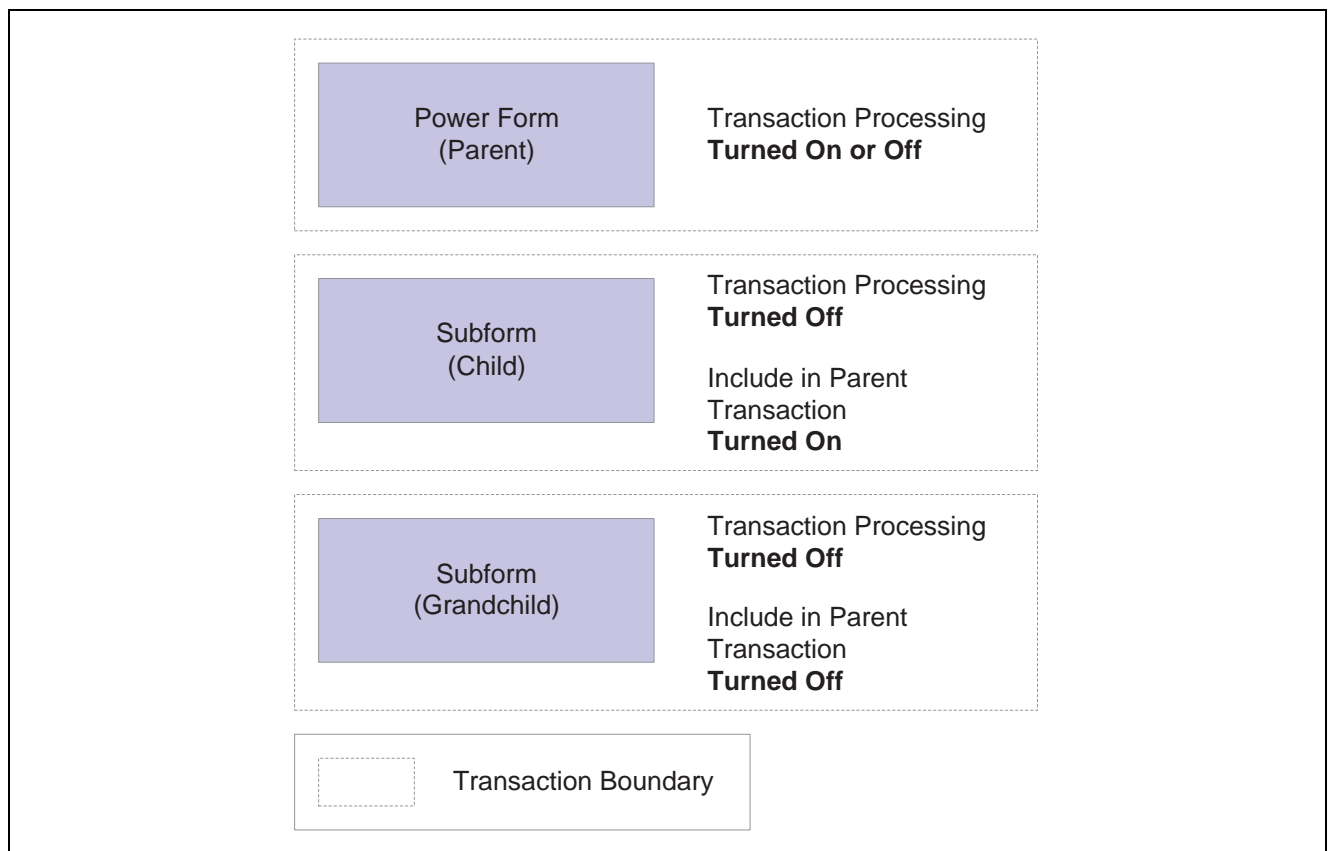 Power Form
(Parent)
Transaction Processing
Turned On or Off
Subform
(Child)
Transaction Processing
Turned Off
Include in Parent
Transaction
Turned On
Subform
(Grandchild)
Transaction Processing
Turned Off
Include in Parent
Transaction
Turned Off
Transaction Boundary